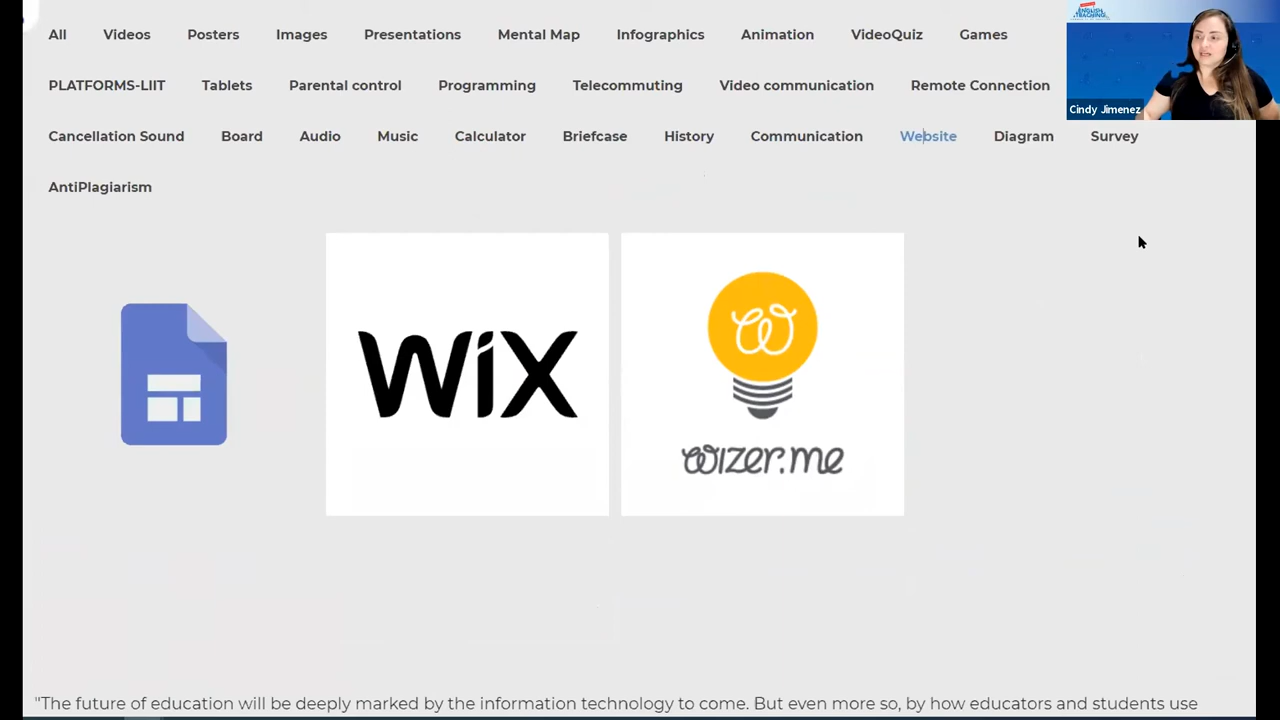 All Videos Posters Images Presentations Mental Map Infographics Animation VideoQuiz Games
PLATFORMS-LIIT Tablets Parental control Programming Telecommuting Video communication Remote Connection
Cancellation Sound Board Audio Music Calculator Briefcase History Communication Website Diagram Survey
AntiPlagiarism
Cindy Jimenez
WiX
w
wizer.me
"The future of education will be deeply marked by the information technology to come. But even more so, by how educators and students use